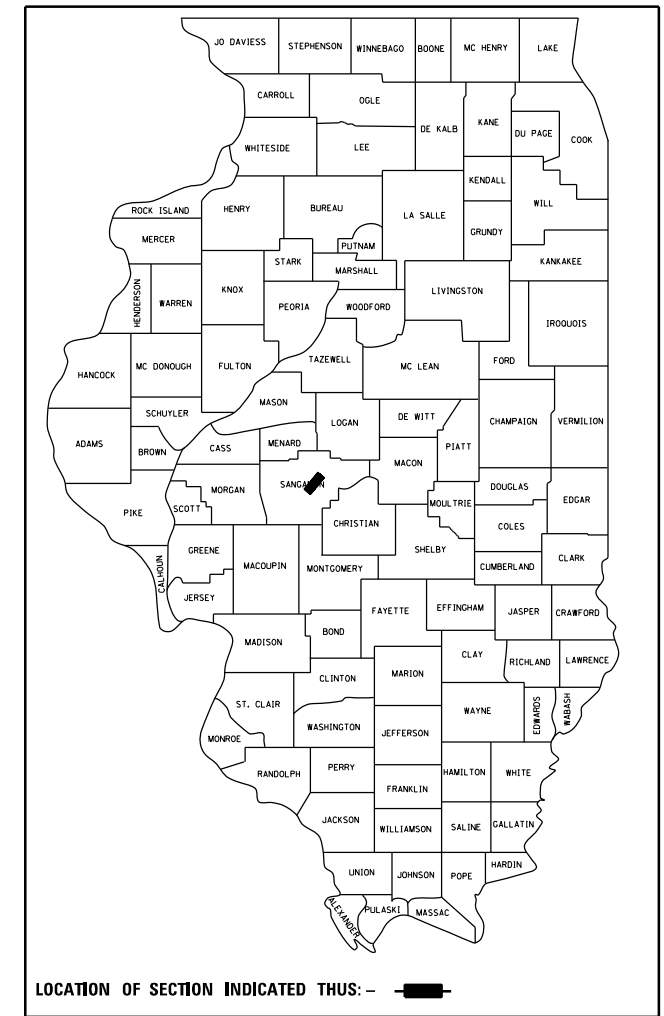 JO DAVIESS STEPHENSON WINNEBAGO BOONE MC HENRY LAKE
CARROLL OGLE DE KALB KANE DU PAGE COOK
WHITESIDE LEE KENDALL WILL
ROCK ISLAND HENRY BUREAU LA SALLE GRUNDY
MERCER PUTNAM KANKAKEE
HENDERSON WARREN KNOX STARK MARSHALL LIVINGSTON
PEORIA WOODFORD IROQUOIS
HANCOCK MC DONOUGH FULTON TAZEWELL MC LEAN FORD
MASON
SCHUYLER LOGAN DE WITT CHAMPAIGN VERMILION
ADAMS BROWN CASS MENARD MACON PIATT
PIKE SCOTT MORGAN MOULTRIE DOUGLAS EDGAR
CHRISTIAN COLES
CALHOUN GREENE MACOUPIN MONTGOMERY SHELBY CUMBERLAND CLARK
JERSEY FAYETTE EFFINGHAM JASPER CRAWFORD
MADISON BOND CLAY RICHLAND LAWRENCE
CLINTON MARION
ST. CLAIR WAYNE EDWARDS WABASH
MONROE WASHINGTON JEFFERSON
RANDOLPH PERRY HAMILTON WHITE
FRANKLIN
JACKSON WILLIAMSON SALINE GALLATIN
UNION JOHNSON POPE HARDIN
ALEXANDER PULASKI MASSAC
LOCATION OF SECTION INDICATED THUS: –